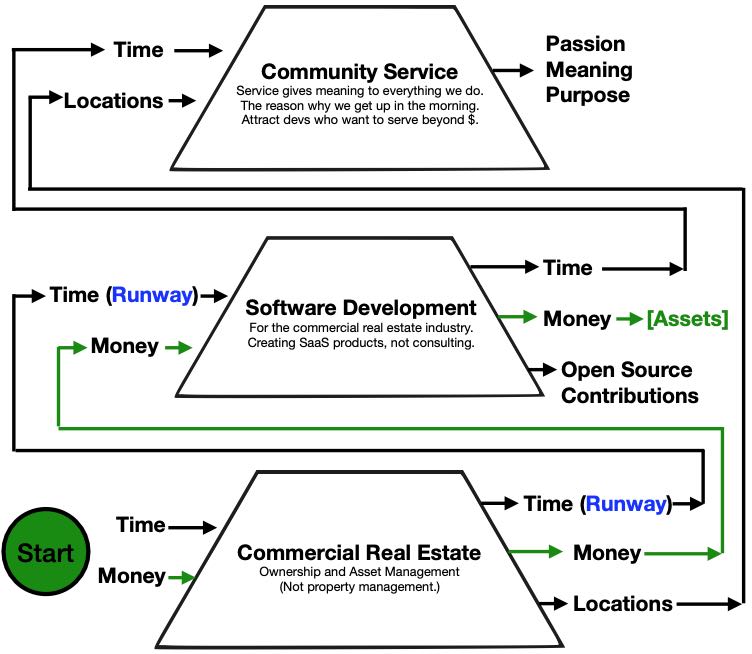 Time
Locations
Community Service
Service gives meaning to everything we do.
The reason why we get up in the morning.
Attract devs who want to serve beyond $.
Passion
Meaning
Purpose
Time (Runway)
Money
Software Development
For the commercial real estate industry.
Creating SaaS products, not consulting.
Time
Money
[Assets]
Open Source
Contributions
Start
Time
Money
Commercial Real Estate
Ownership and Asset Management
(Not property management.)
Time (Runway)
Money
Locations